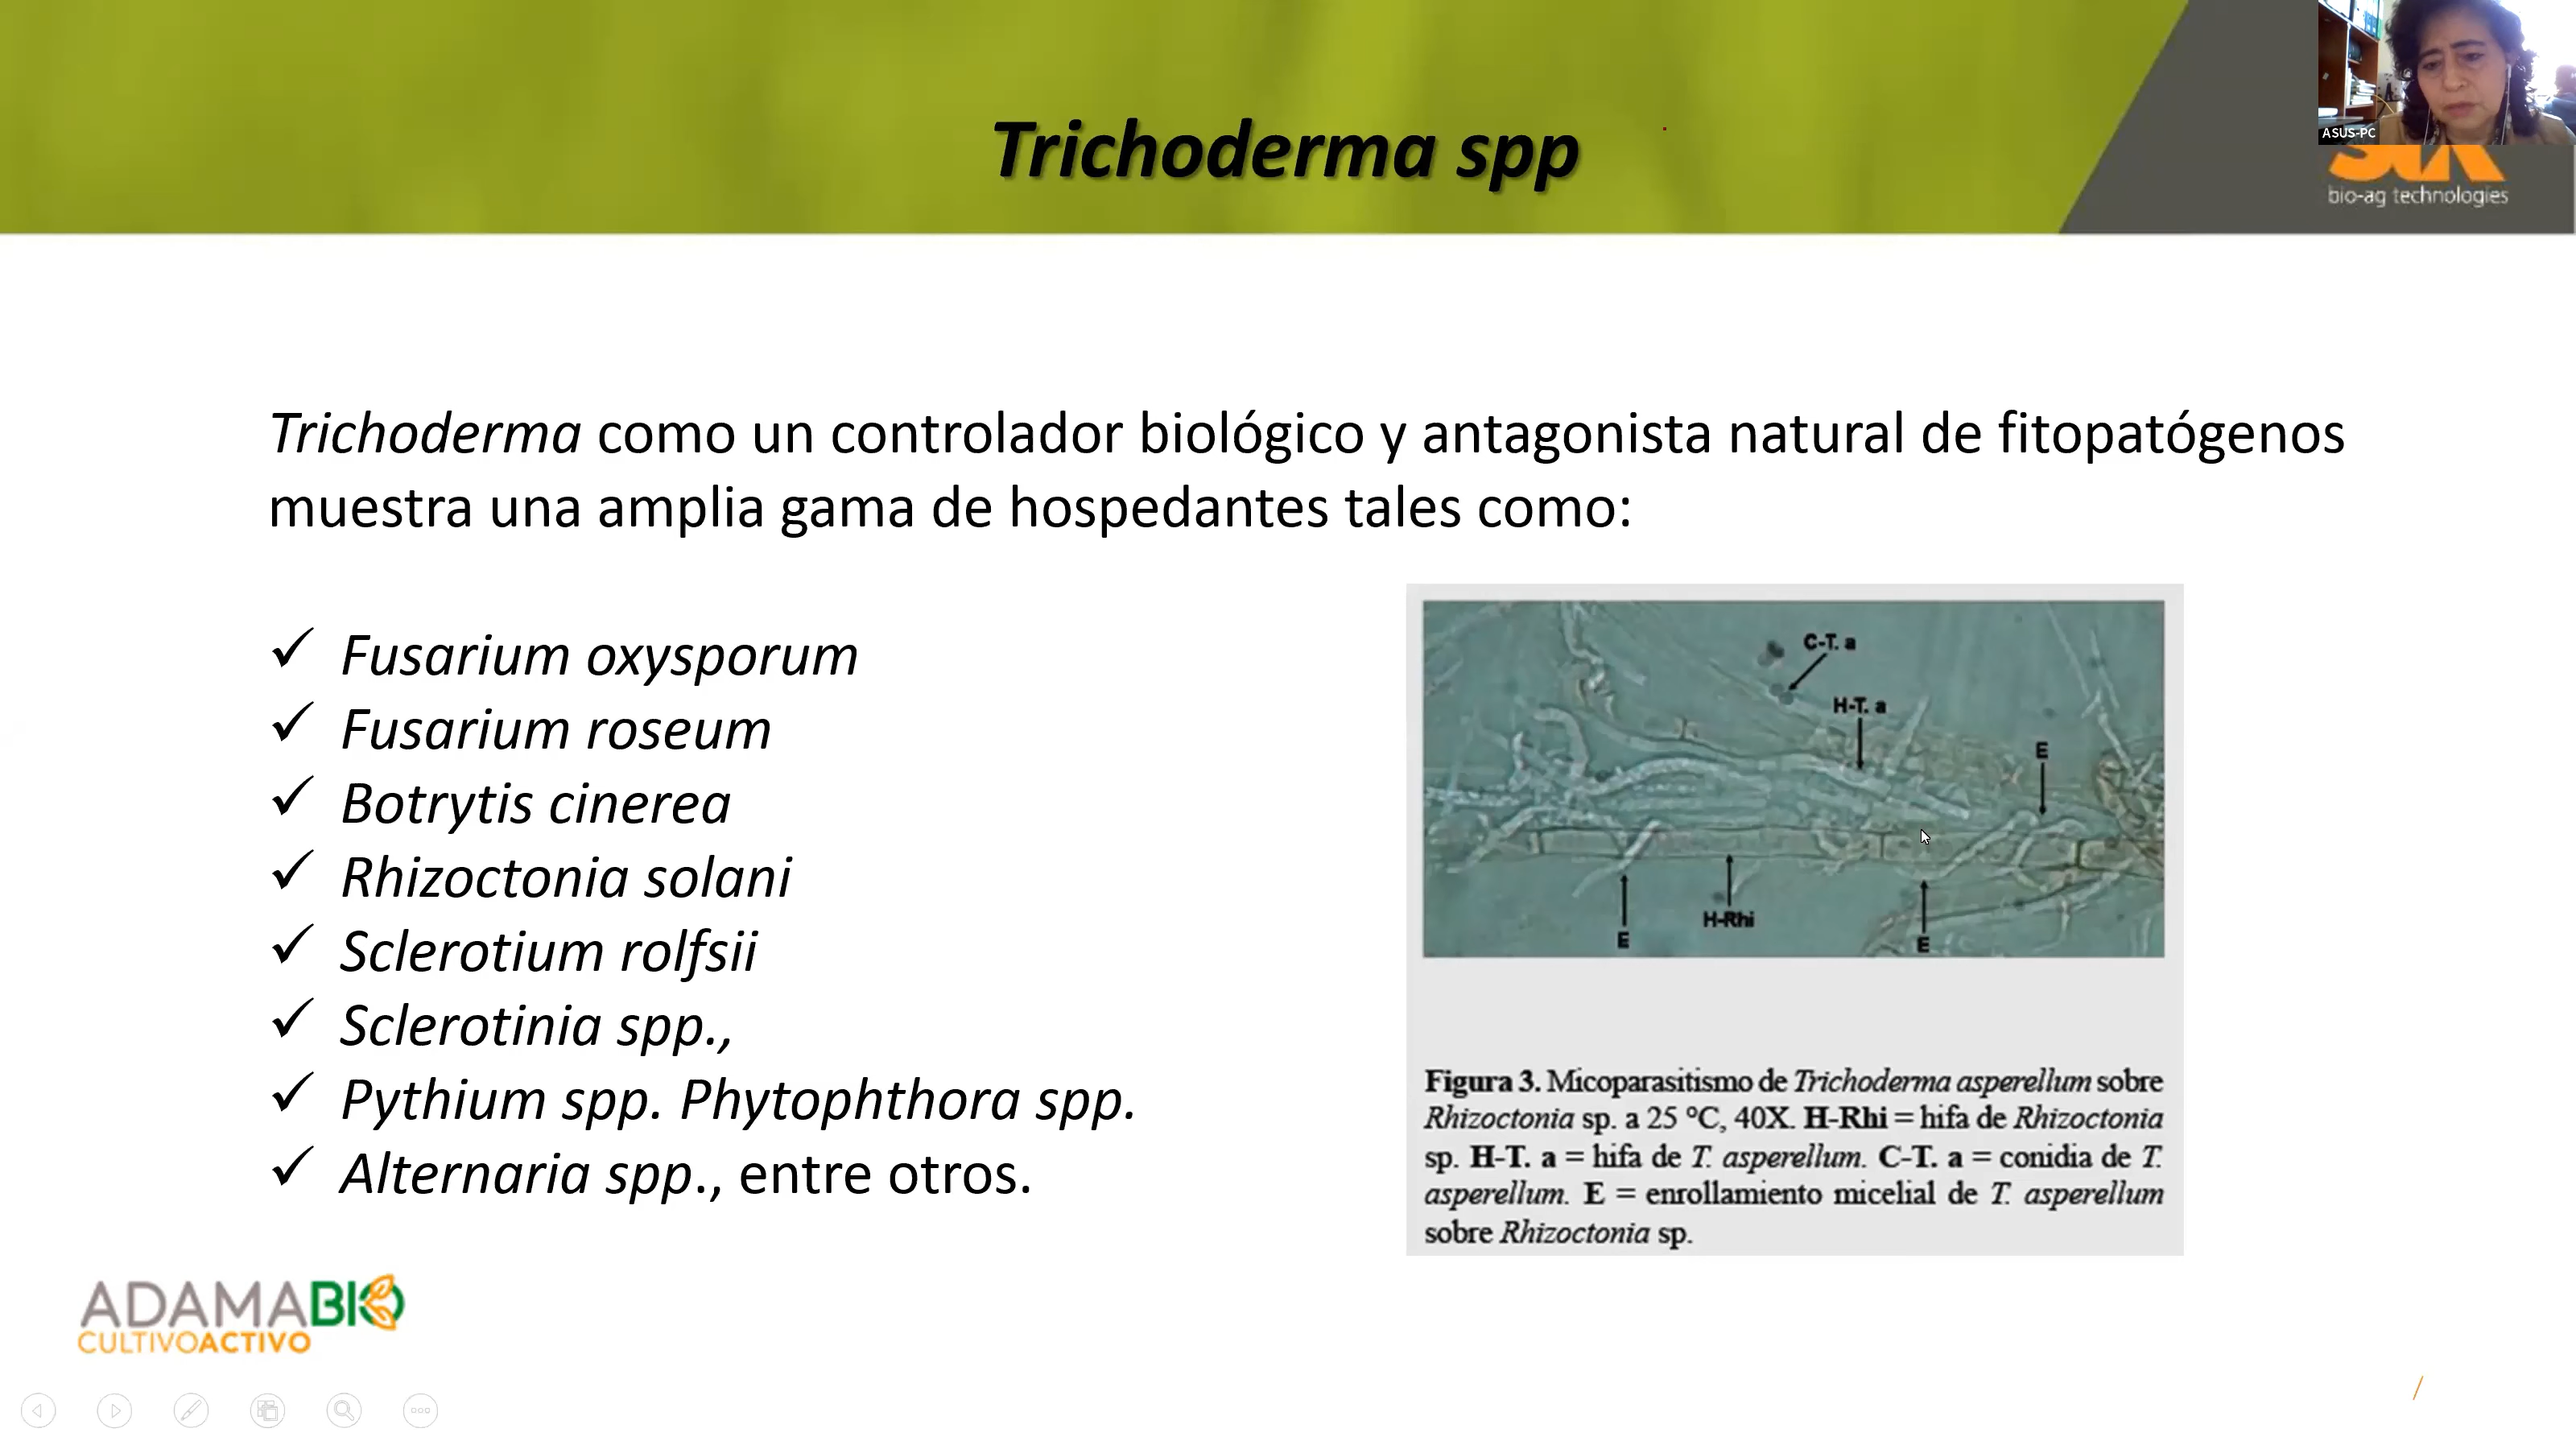 Trichoderma spp
ASUS-PC
bio-ag technologies
Trichoderma como un controlador biológico y antagonista natural de fitopatógenos
muestra una amplia gama de hospedantes tales como:
✓ Fusarium oxysporum
✓ Fusarium roseum
✓ Botrytis cinerea
✓ Rhizoctonia solani
✓ Sclerotium rolfsii
✓ Sclerotinia spp.,
✓ Pythium spp. Phytophthora spp.
✓ Alternaria spp., entre otros.
C-T. a
H-T. a
E
H-Rhi
E
E
Figura 3. Micoparasitismo de Trichoderma asperellum sobre
Rhizoctonia sp. a 25 °C, 40X. H-Rhi = hifa de Rhizoctonia
sp. H-T. a = hifa de T. asperellum. C-T. a = conidia de T.
asperellum. E = enrollamiento micelial de T. asperellum
sobre Rhizoctonia sp.
ADAMABIO
CULTIVOACTIVO
/